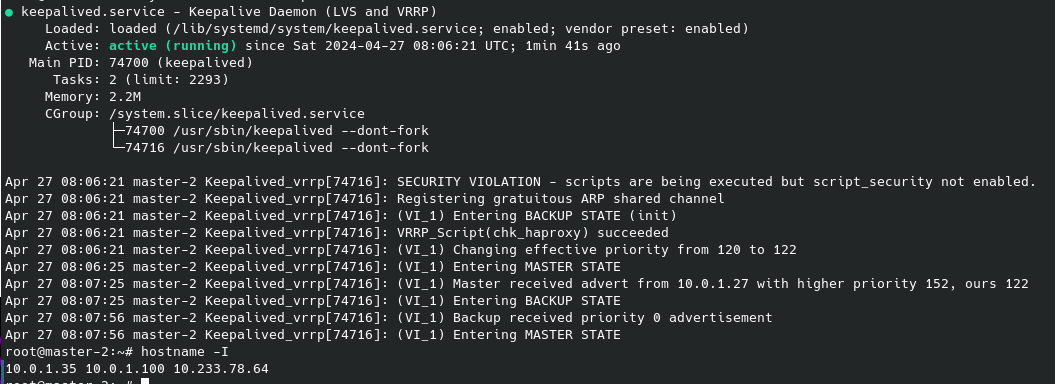 ● keepalived.service - Keepalive Daemon (LVS and VRRP)
Loaded: loaded (/lib/systemd/system/keepalived.service; enabled; vendor preset: enabled)
Active: active (running) since Sat 2024-04-27 08:06:21 UTC; 1min 41s ago
Main PID: 74700 (keepalived)
Tasks: 2 (limit: 2293)
Memory: 2.2M
CGroup: /system.slice/keepalived.service
├─74700 /usr/sbin/keepalived --dont-fork
└─74716 /usr/sbin/keepalived --dont-fork
Apr 27 08:06:21 master-2 Keepalived_vrrp[74716]: SECURITY VIOLATION - scripts are being executed but script_security not enabled.
Apr 27 08:06:21 master-2 Keepalived_vrrp[74716]: Registering gratuitous ARP shared channel
Apr 27 08:06:21 master-2 Keepalived_vrrp[74716]: (VI_1) Entering BACKUP STATE (init)
Apr 27 08:06:21 master-2 Keepalived_vrrp[74716]: VRRP_Script(chk_haproxy) succeeded
Apr 27 08:06:21 master-2 Keepalived_vrrp[74716]: (VI_1) Changing effective priority from 120 to 122
Apr 27 08:06:25 master-2 Keepalived_vrrp[74716]: (VI_1) Entering MASTER STATE
Apr 27 08:07:25 master-2 Keepalived_vrrp[74716]: (VI_1) Master received advert from 10.0.1.27 with higher priority 152, ours 122
Apr 27 08:07:25 master-2 Keepalived_vrrp[74716]: (VI_1) Entering BACKUP STATE
Apr 27 08:07:56 master-2 Keepalived_vrrp[74716]: (VI_1) Backup received priority 0 advertisement
Apr 27 08:07:56 master-2 Keepalived_vrrp[74716]: (VI_1) Entering MASTER STATE
root@master-2:~# hostname -I
10.0.1.35 10.0.1.100 10.233.78.64